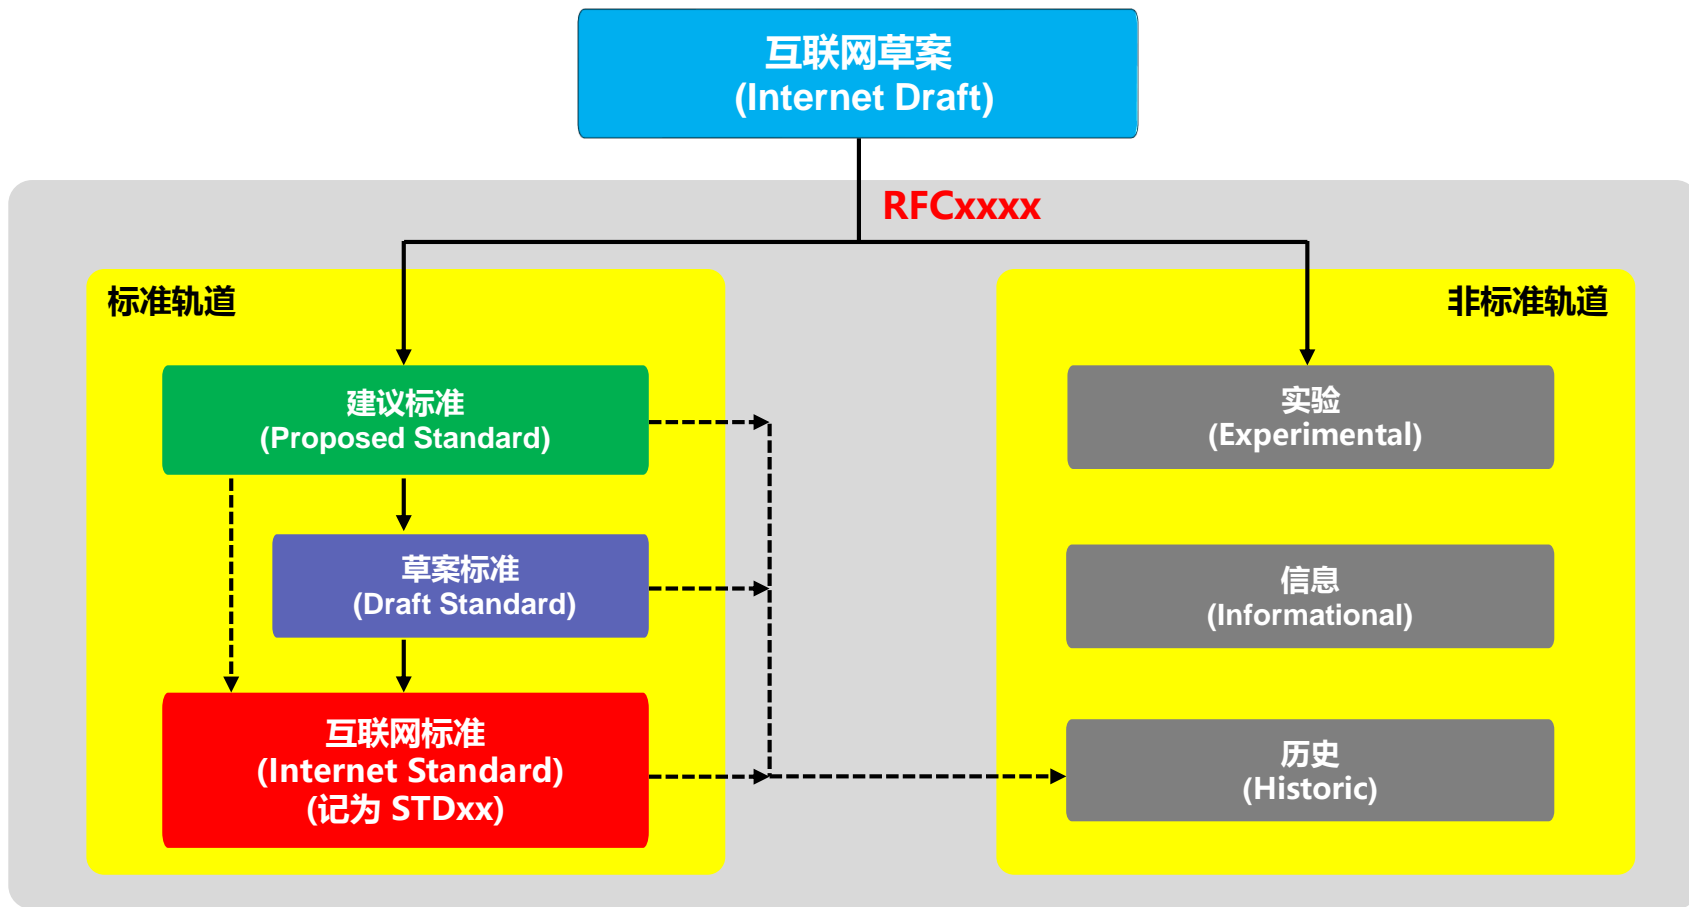 互联网草案
(Internet Draft)
RFCxxxx
标准轨道
建议标准
(Proposed Standard)
草案标准
(Draft Standard)
互联网标准
(Internet Standard)
(记为 STDxx)
非标准轨道
实验
(Experimental)
信息
(Informational)
历史
(Historic)